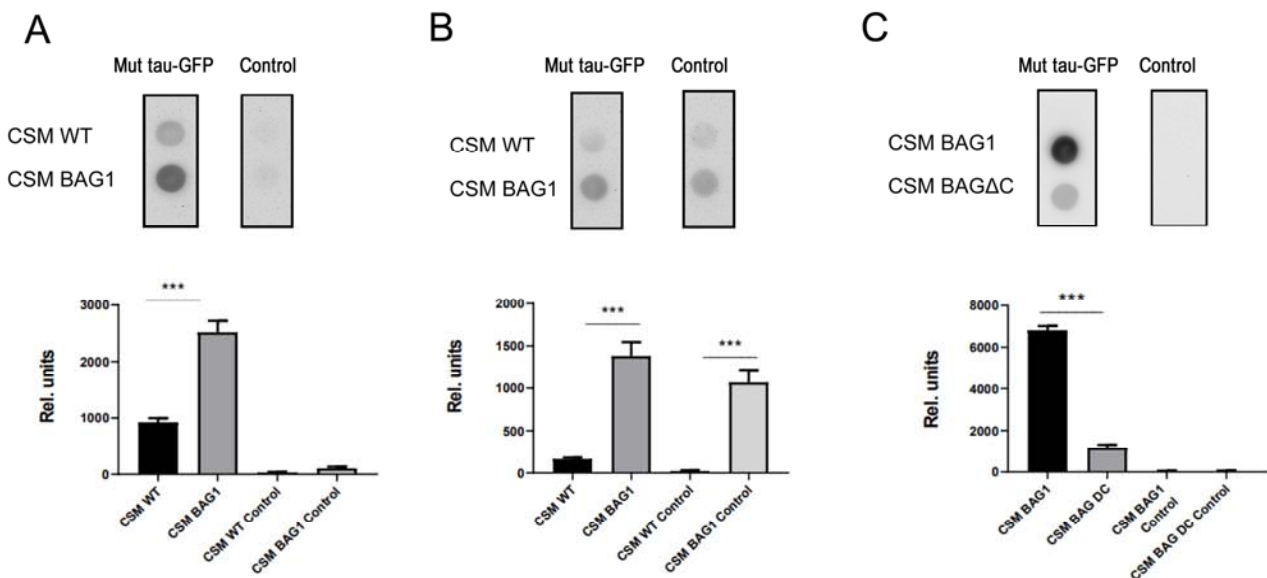 A
Mut tau-GFP Control
CSM WT
CSM BAG1
***
3000
2000
1000
0
Rel. units
CSM WT
CSM BAG1
CSM WT Control
CSM BAG1 Control
B
Mut tau-GFP Control
CSM WT
CSM BAG1
***
***
2000
1500
1000
500
0
Rel. units
CSM WT
CSM BAG1
CSM WT Control
CSM BAG1 Control
C
Mut tau-GFP Control
CSM BAG1
CSM BAGΔC
***
8000
6000
4000
2000
0
Rel. units
CSM BAG1
CSM BAG DC
CSM BAG1
Control
CSM BAG DC Control